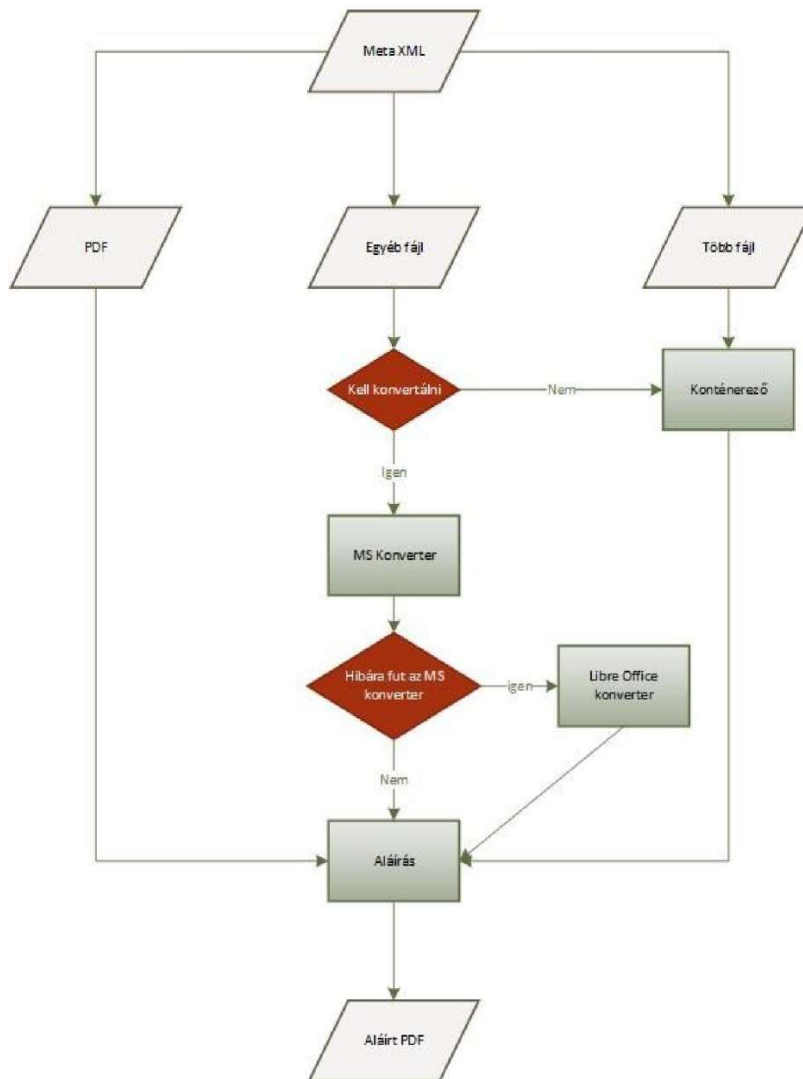 Meta XML
PDF
Egyéb fájl
Több fájl
Kell konvertálni
Nem
Konténerező
Igen
MS Konverter
Hibára fut az MS
konverter
Igen
Libre Office
konverter
Nem
Aláírás
Aláírt PDF